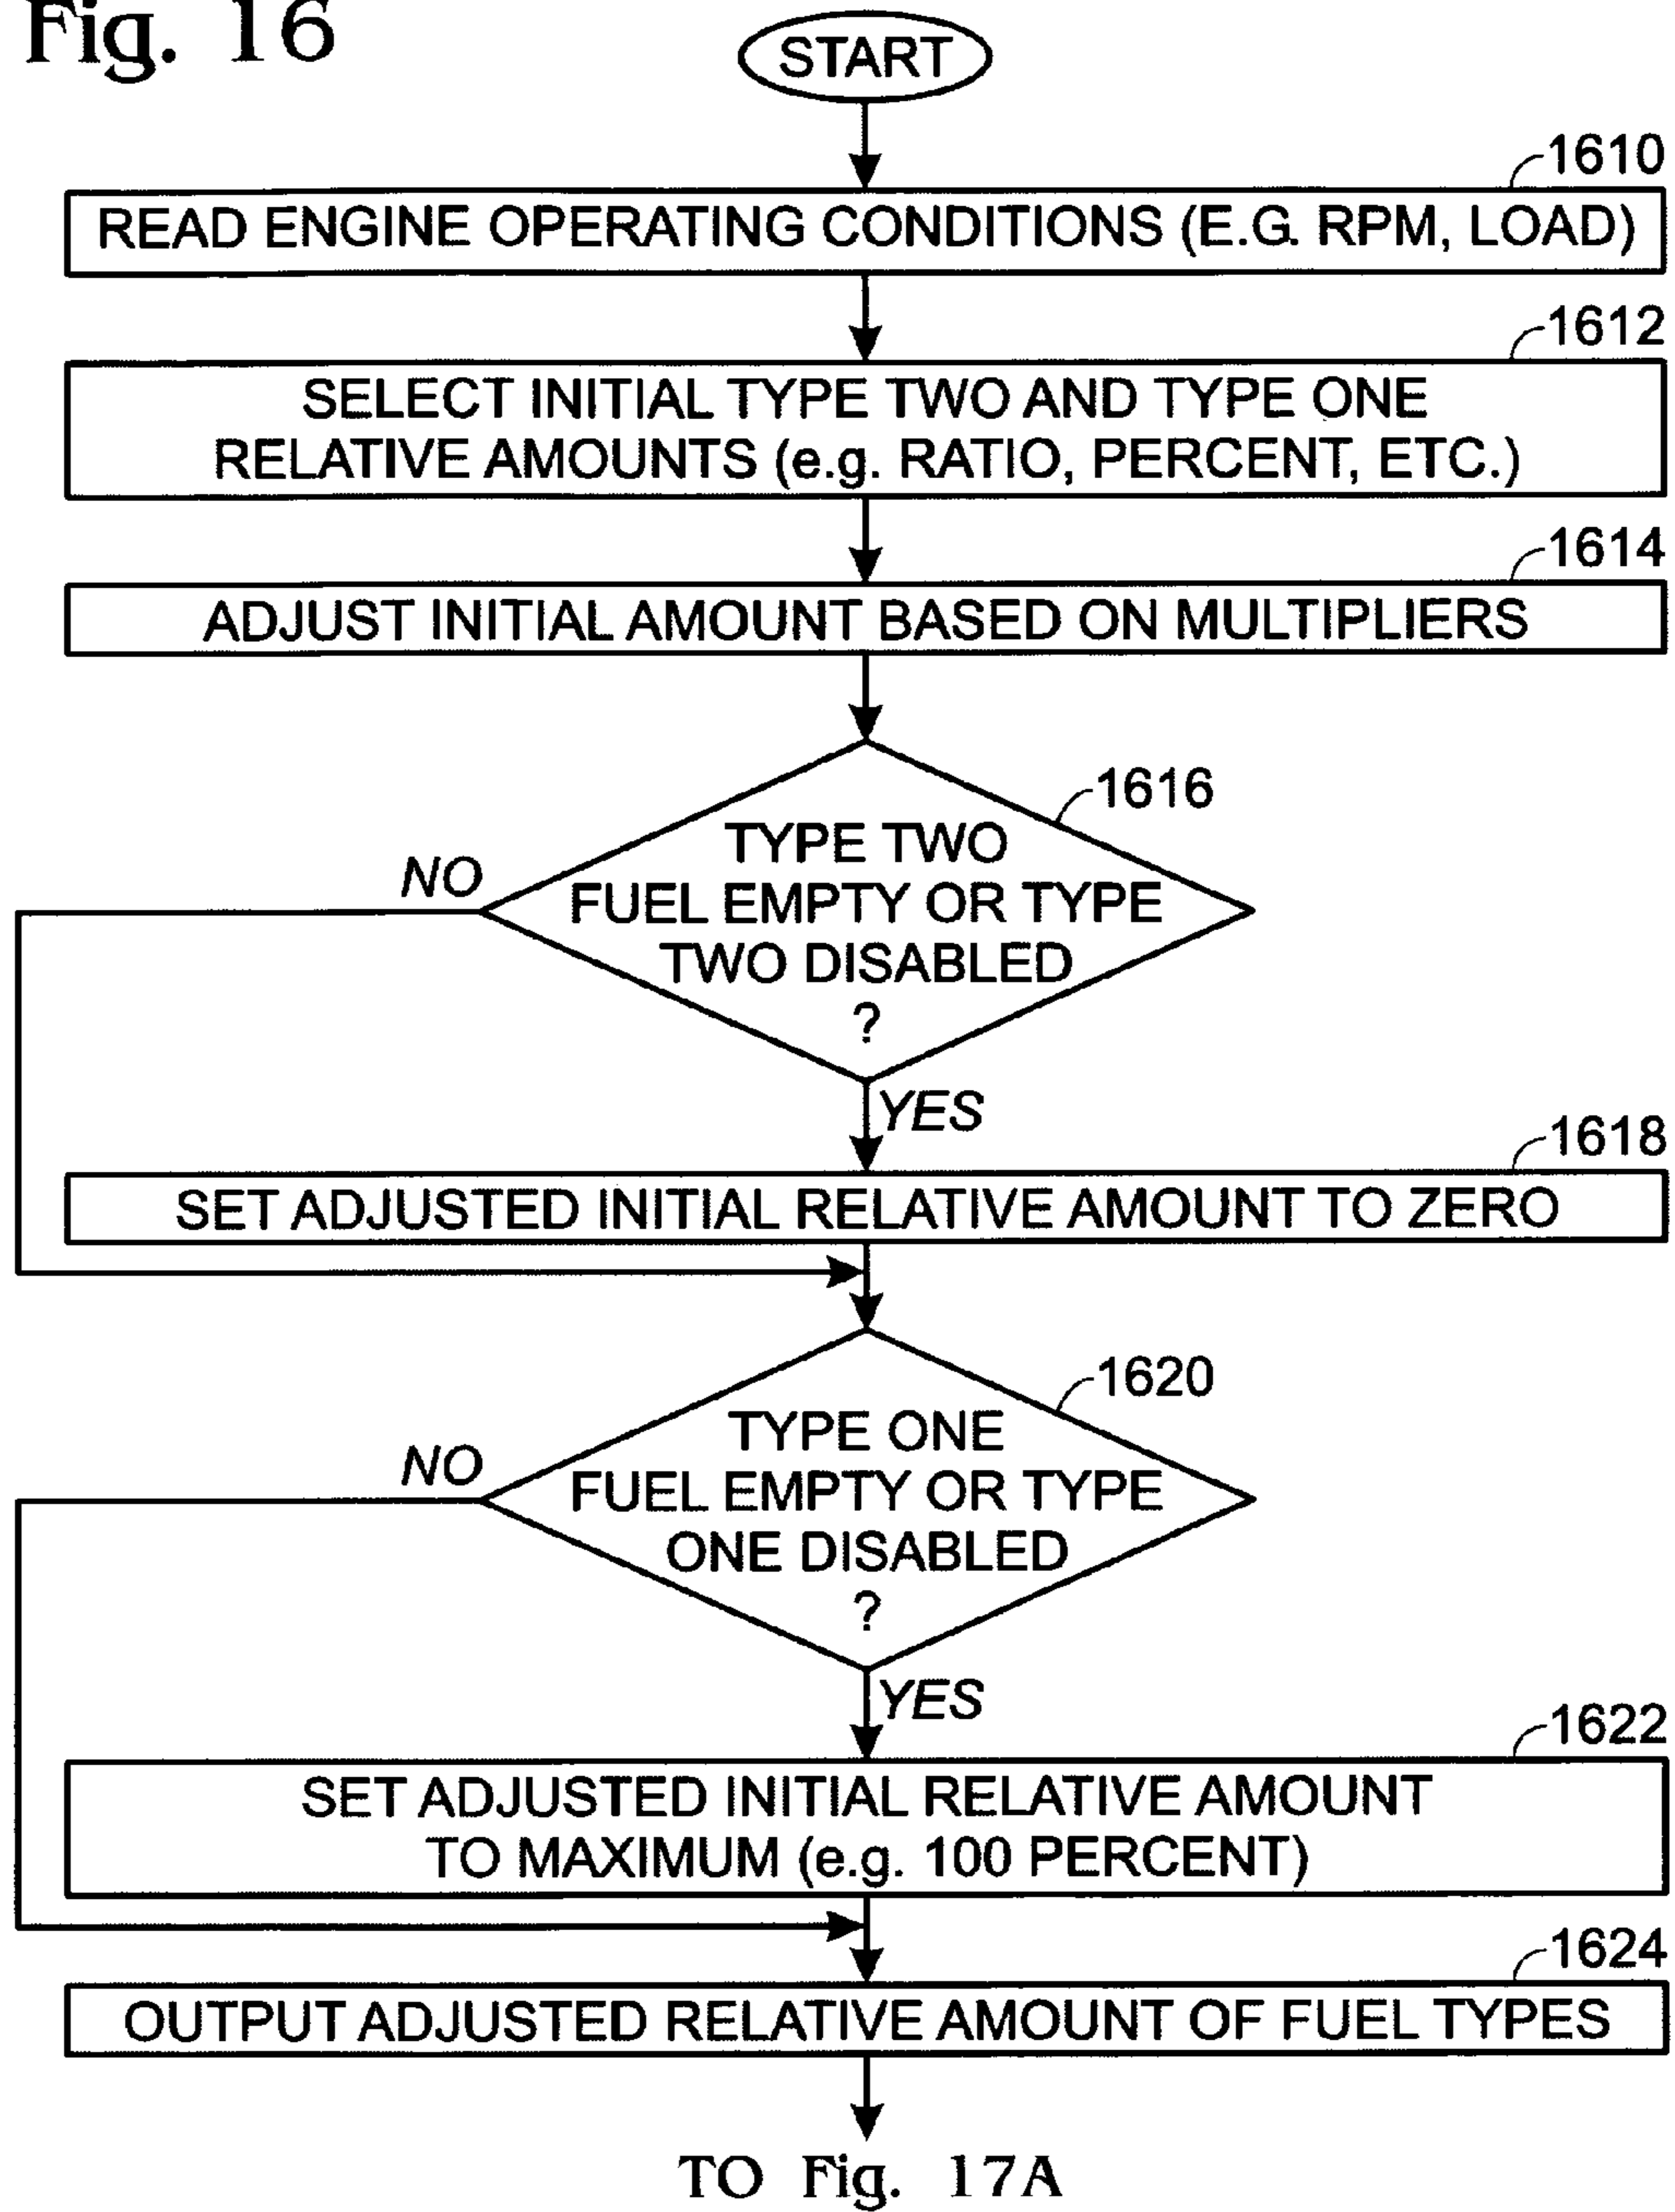 Fig. 16
START
1610
READ ENGINE OPERATING CONDITIONS (E.G. RPM, LOAD)
1612
SELECT INITIAL TYPE TWO AND TYPE ONE
RELATIVE AMOUNTS (e.g. RATIO, PERCENT, ETC.)
1614
ADJUST INITIAL AMOUNT BASED ON MULTIPLIERS
1616
TYPE TWO
FUEL EMPTY OR TYPE
TWO DISABLED
?
NO
YES
1618
SET ADJUSTED INITIAL RELATIVE AMOUNT TO ZERO
1620
TYPE ONE
FUEL EMPTY OR TYPE
ONE DISABLED
?
NO
YES
1622
SET ADJUSTED INITIAL RELATIVE AMOUNT
TO MAXIMUM (e.g. 100 PERCENT)
1624
OUTPUT ADJUSTED RELATIVE AMOUNT OF FUEL TYPES
TO Fig. 17A